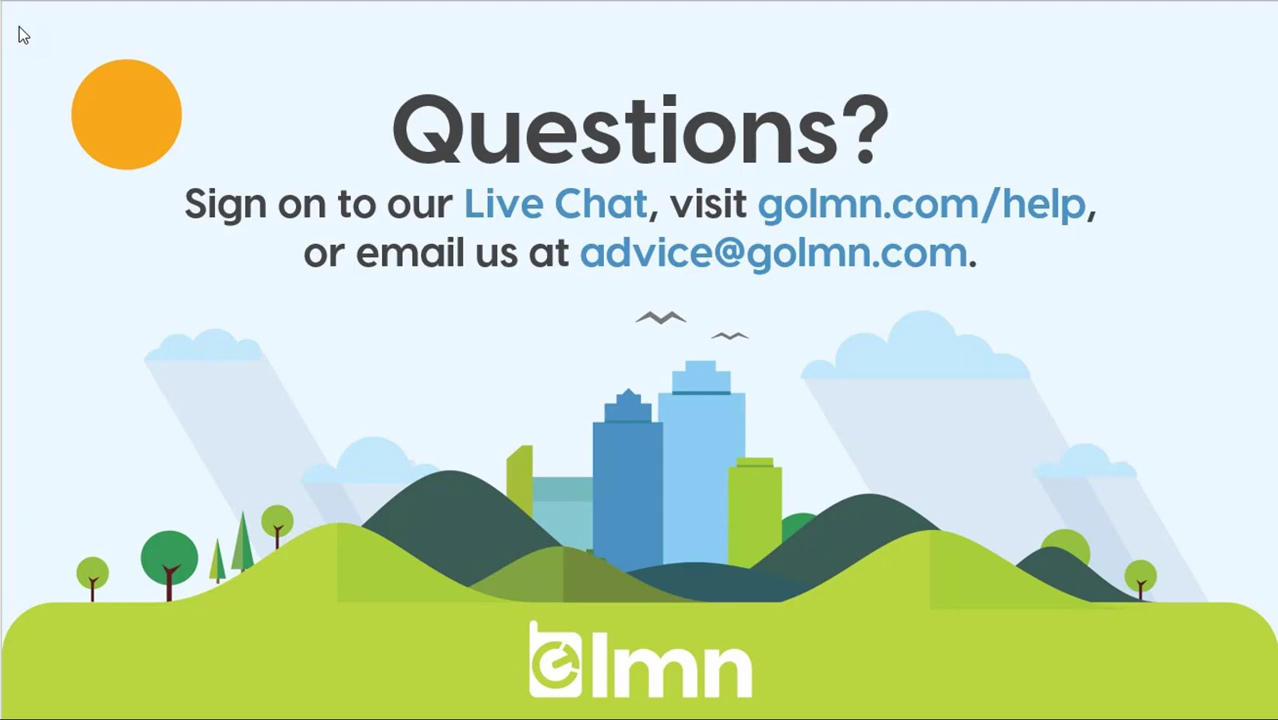 Questions?
Sign on to our Live Chat, visit golmn.com/help,
or email us at advice@golmn.com.
lmn